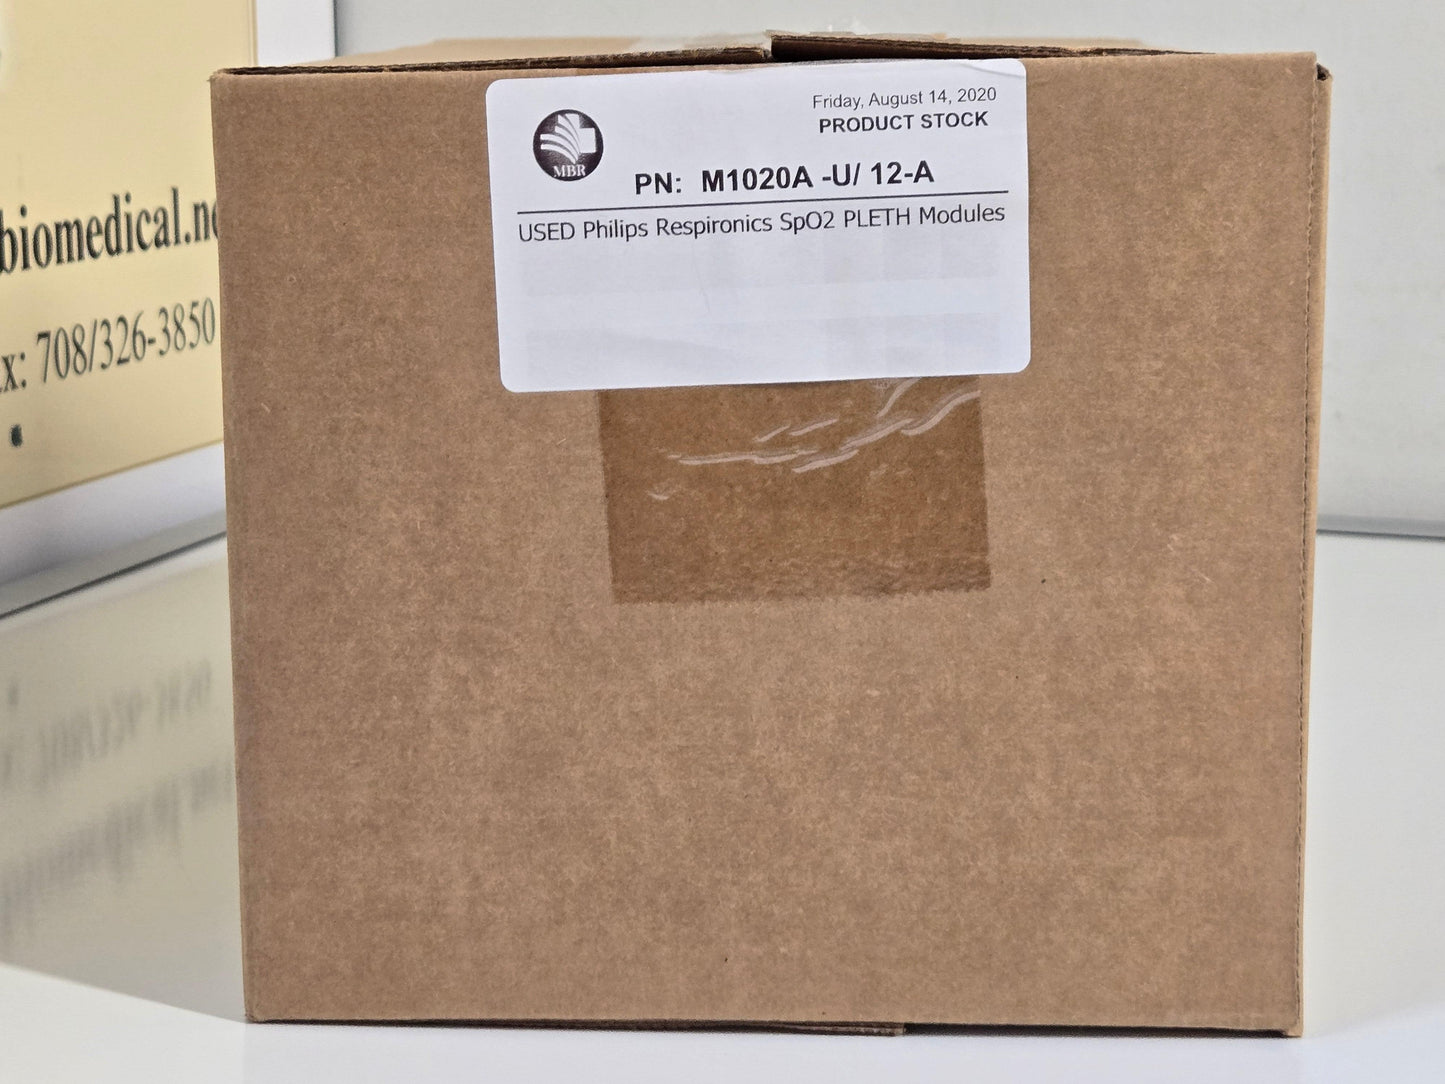 Friday, August 14, 2020
PRODUCT STOCK
MBR
PN: M1020A -U/ 12-A
USED Philips Respironics SpO2 PLETH Modules
biomedical.ne
x: 708/326-3850